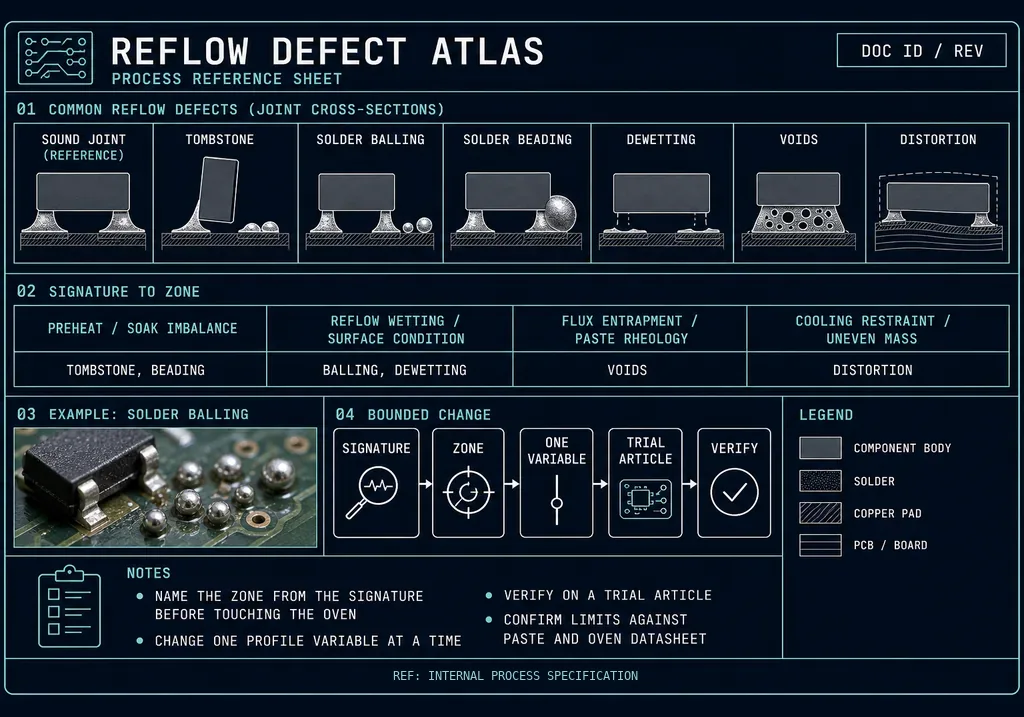 REFLOW DEFECT ATLAS
PROCESS REFERENCE SHEET
DOC ID / REV
01 COMMON REFLOW DEFECTS (JOINT CROSS-SECTIONS)
SOUND JOINT
(REFERENCE)
TOMBSTONE
SOLDER BALLING
SOLDER BEADING
DEWETTING
VOIDS
DISTORTION
02 SIGNATURE TO ZONE
PREHEAT / SOAK IMBALANCE
REFLOW WETTING /
SURFACE CONDITION
FLUX ENTRAPMENT /
PASTE RHEOLOGY
COOLING RESTRAINT /
UNEVEN MASS
TOMBSTONE, BEADING
BALLING, DEWETTING
VOIDS
DISTORTION
03 EXAMPLE: SOLDER BALLING
04 BOUNDED CHANGE
SIGNATURE
ZONE
ONE
VARIABLE
TRIAL
ARTICLE
VERIFY
LEGEND
COMPONENT BODY
SOLDER
COPPER PAD
PCB / BOARD
NOTES
NAME THE ZONE FROM THE SIGNATURE
BEFORE TOUCHING THE OVEN
CHANGE ONE PROFILE VARIABLE AT A TIME
VERIFY ON A TRIAL ARTICLE
CONFIRM LIMITS AGAINST
PASTE AND OVEN DATASHEET
REF: INTERNAL PROCESS SPECIFICATION